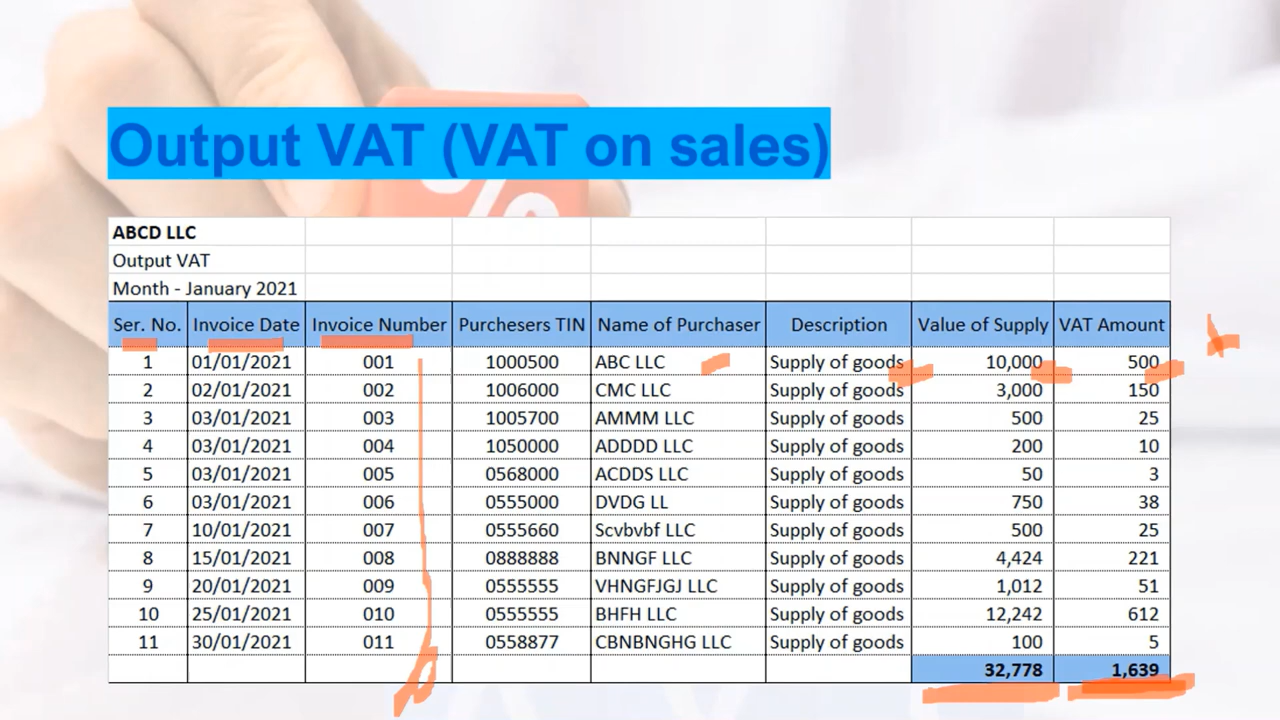 Output VAT (VAT on sales)
ABCD LLC
Output VAT
Month - January 2021
Ser. No. Invoice Date Invoice Number Purchesers TIN Name of Purchaser Description Value of Supply VAT Amount
1 01/01/2021 001 1000500 ABC LLC Supply of goods 10,000 500
2 02/01/2021 002 1006000 CMC LLC Supply of goods 3,000 150
3 03/01/2021 003 1005700 AMMM LLC Supply of goods 500 25
4 03/01/2021 004 1050000 ADDDD LLC Supply of goods 200 10
5 03/01/2021 005 0568000 ACDDS LLC Supply of goods 50 3
6 03/01/2021 006 0555000 DVDG LL Supply of goods 750 38
7 10/01/2021 007 0555660 Scvbvbf LLC Supply of goods 500 25
8 15/01/2021 008 0888888 BNNGF LLC Supply of goods 4,424 221
9 20/01/2021 009 0555555 VHNGFJGJ LLC Supply of goods 1,012 51
10 25/01/2021 010 0555555 BHFH LLC Supply of goods 12,242 612
11 30/01/2021 011 0558877 CBNBNGHG LLC Supply of goods 100 5
32,778 1,639